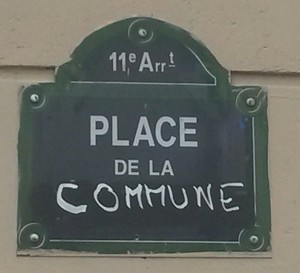 11e Arrt
PLACE
DE LA
COMMUNE